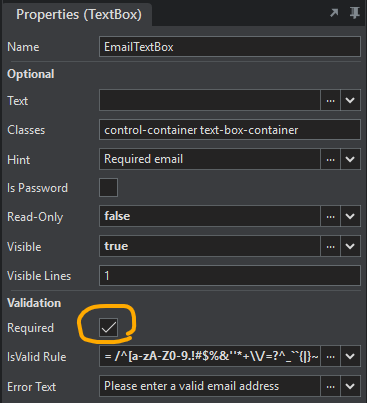 Properties (TextBox)
Name EmailTextBox
Optional
Text ...
Classes control-container text-box-container
Hint Required email ...
Is Password
Read-Only false ...
Visible true ...
Visible Lines 1
Validation
Required
IsValid Rule = /^[a-zA-Z0-9.!#$%&''*+\\/=?^_``{|}~ ...
Error Text Please enter a valid email address ...